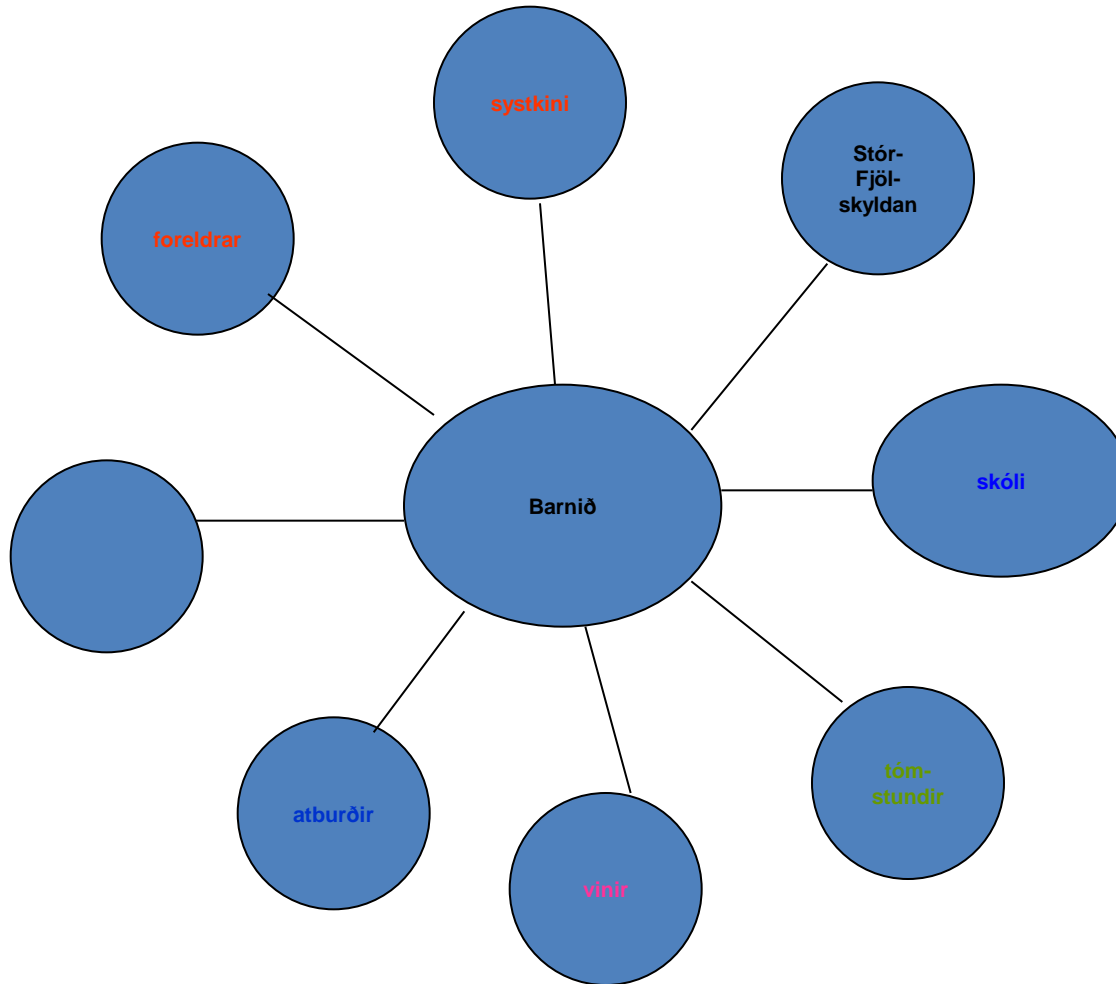 systkini
Stór-
Fjöl-
skyldan
foreldrar
skóli
Barnið
tóm-
stundir
atburðir
vinir